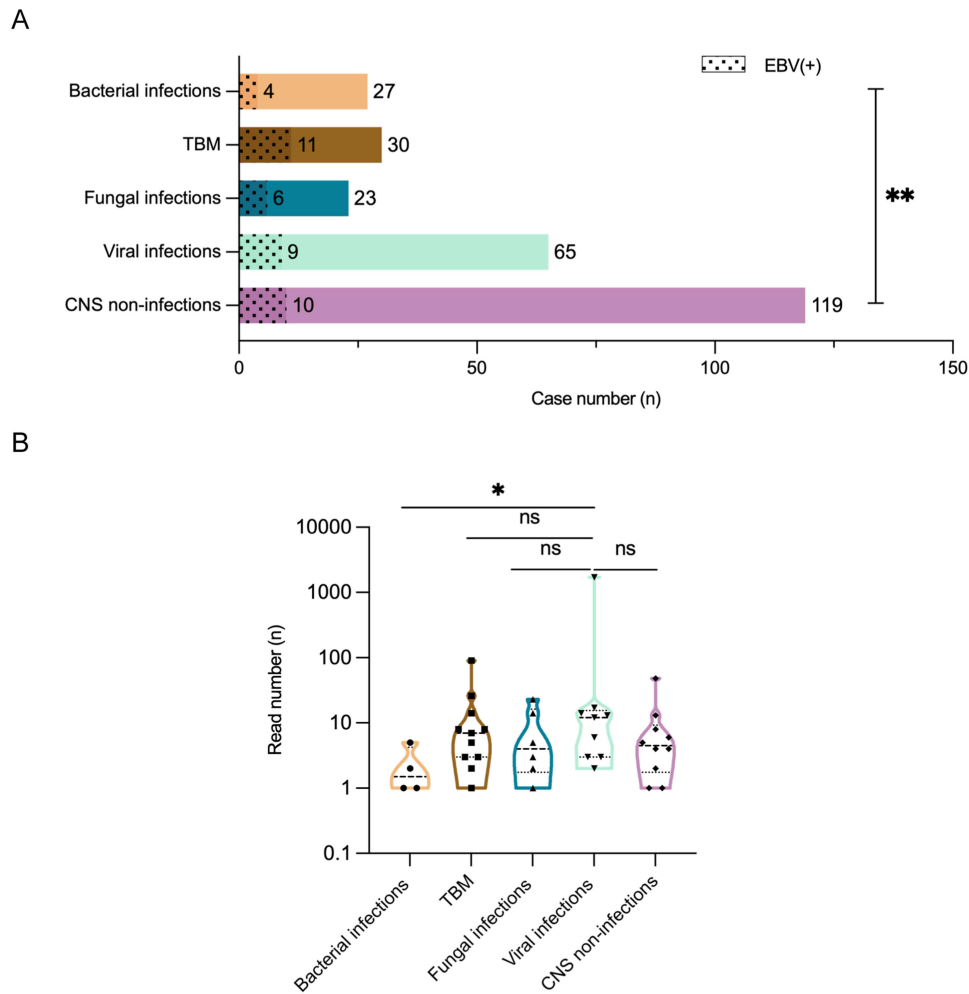 A
EBV(+)
Bacterial infections 4 27
TBM 11 30
Fungal infections 6 23
Viral infections 9 65
CNS non-infections 10 119
**
0 50 100 150
Case number (n)
B
*
ns
ns ns
10000
1000
100
10
1
0.1
Read number (n)
Bacterial infections
TBM
Fungal infections
Viral infections
CNS non-infections